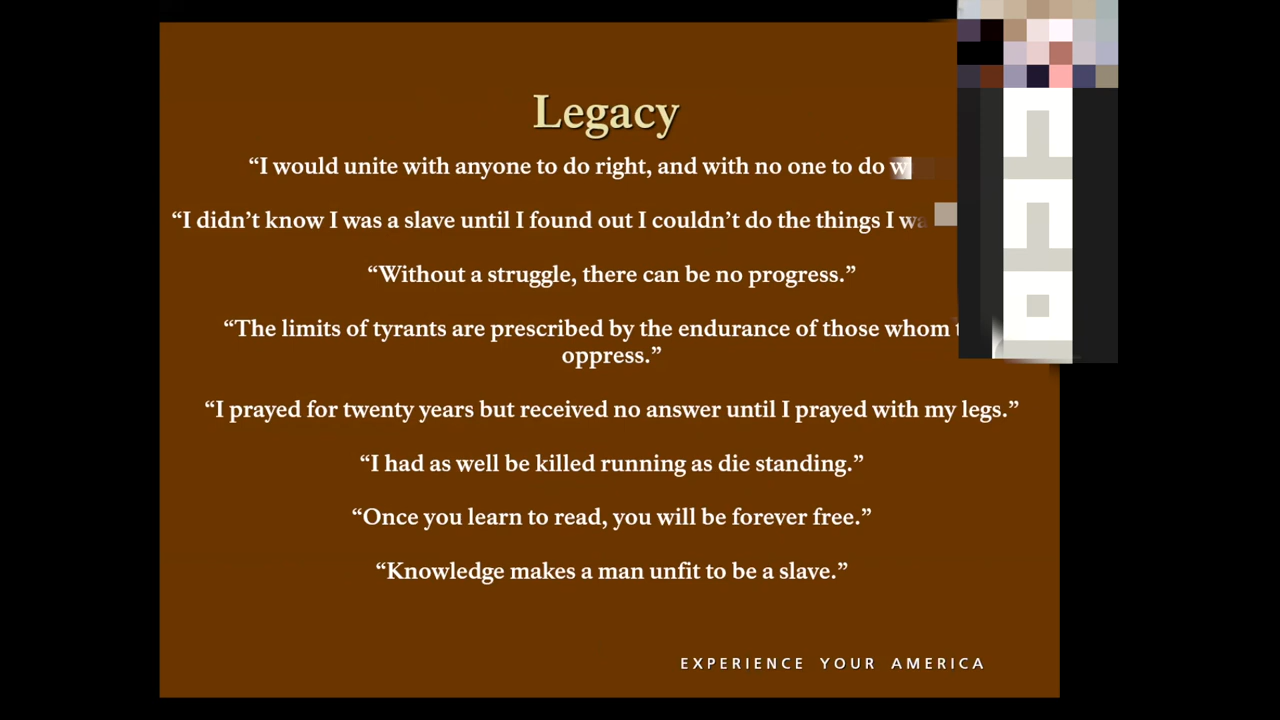 Legacy
“I would unite with anyone to do right, and with no one to do
“I didn’t know I was a slave until I found out I couldn’t do the things I
“Without a struggle, there can be no progress.”
“The limits of tyrants are prescribed by the endurance of those whom
oppress.”
“I prayed for twenty years but received no answer until I prayed with my legs.”
“I had as well be killed running as die standing.”
“Once you learn to read, you will be forever free.”
“Knowledge makes a man unfit to be a slave.”
EXPERIENCE YOUR AMERICA